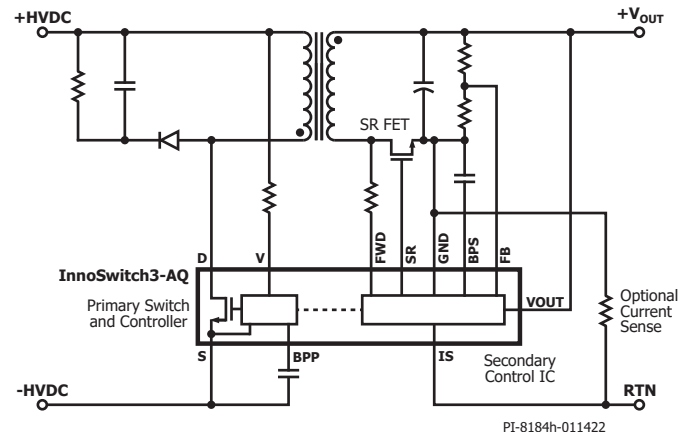 +HVDC
+VOUT
SR FET
D
V
FWD
SR
GND
BPS
FB
InnoSwitch3-AQ
VOUT
Primary Switch
and Controller
Optional
Current
Sense
S
BPP
IS
Secondary
Control IC
-HVDC
RTN
PI-8184h-011422